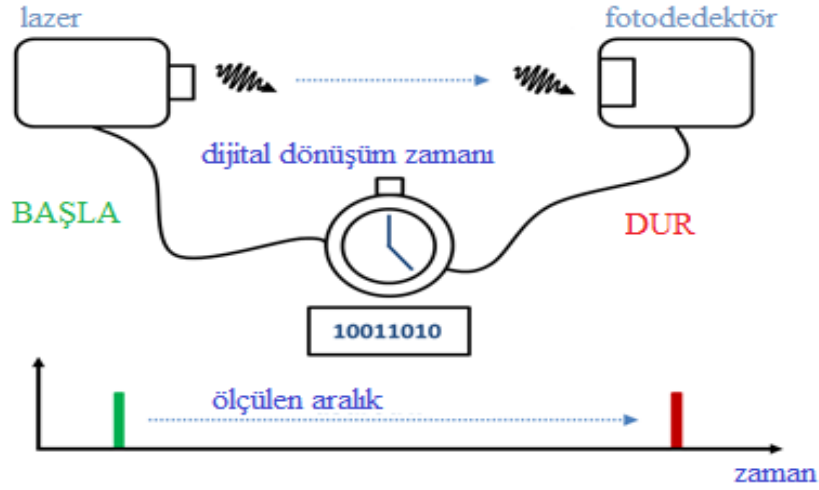 lazer
fotodedektör
dijital dönüşüm zamanı
BAŞLA
DUR
10011010
ölçülen aralık
zaman